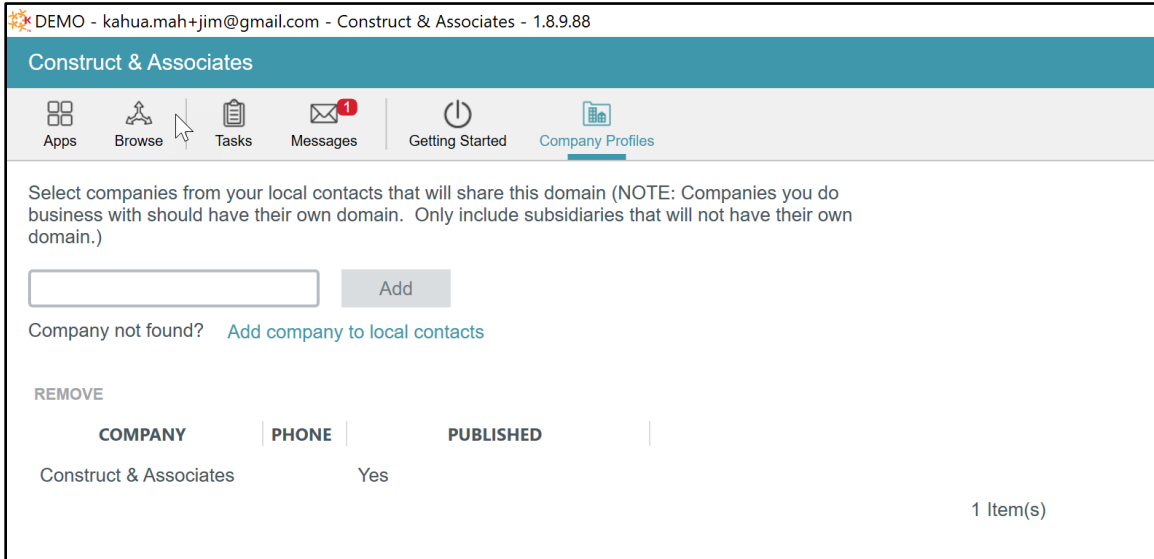 DEMO - kahua.mah+jim@gmail.com - Construct & Associates - 1.8.9.88
Construct & Associates
1
Apps Browse Tasks Messages Getting Started Company Profiles
Select companies from your local contacts that will share this domain (NOTE: Companies you do
business with should have their own domain.  Only include subsidiaries that will not have their own
domain.)
Add
Company not found? Add company to local contacts
REMOVE
COMPANY PHONE PUBLISHED
Construct & Associates Yes
1 Item(s)